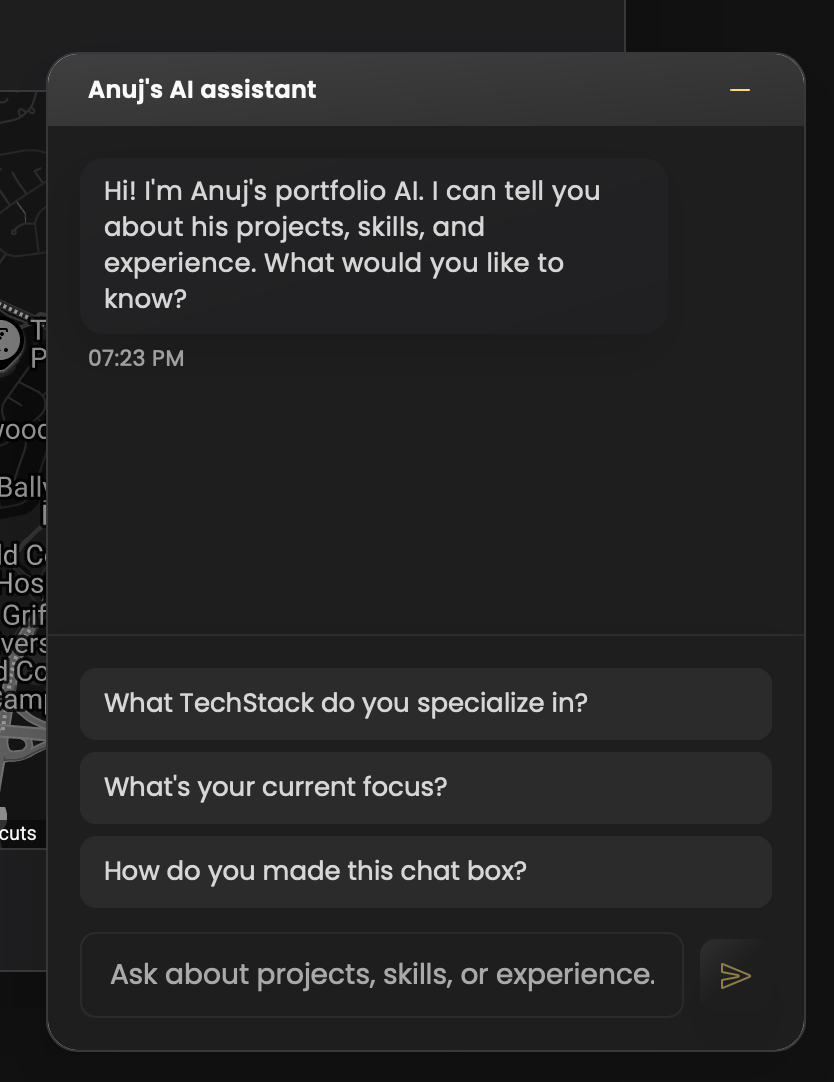 Anuj's AI assistant
Hi! I'm Anuj's portfolio AI. I can tell you
about his projects, skills, and
experience. What would you like to
know?
07:23 PM
What TechStack do you specialize in?
What's your current focus?
How do you made this chat box?
Ask about projects, skills, or experience.
cuts